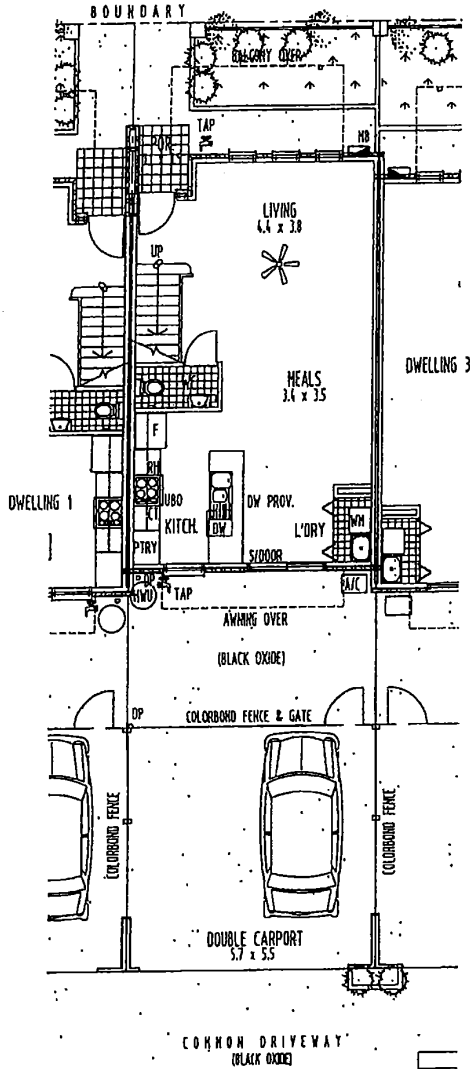 BOUNDARY
BALCONY OVER
TAP
POR
MB
LIVING
4.4 x 3.8
UP
MEALS
3.4 x 3.5
DWELLING 3
F
RH
UBO
CT
KITCH.
PTRY
DW PROV.
DW
L'DRY
WM
DWELLING 1
S/DOOR
DP
HWU
TAP
A/C
AWNING OVER
(BLACK OXIDE)
DP
COLORBOND FENCE & GATE
COLORBOND FENCE
COLORBOND FENCE
DOUBLE CARPORT
5.7 x 5.5
COMMON DRIVEWAY
(BLACK OXIDE)